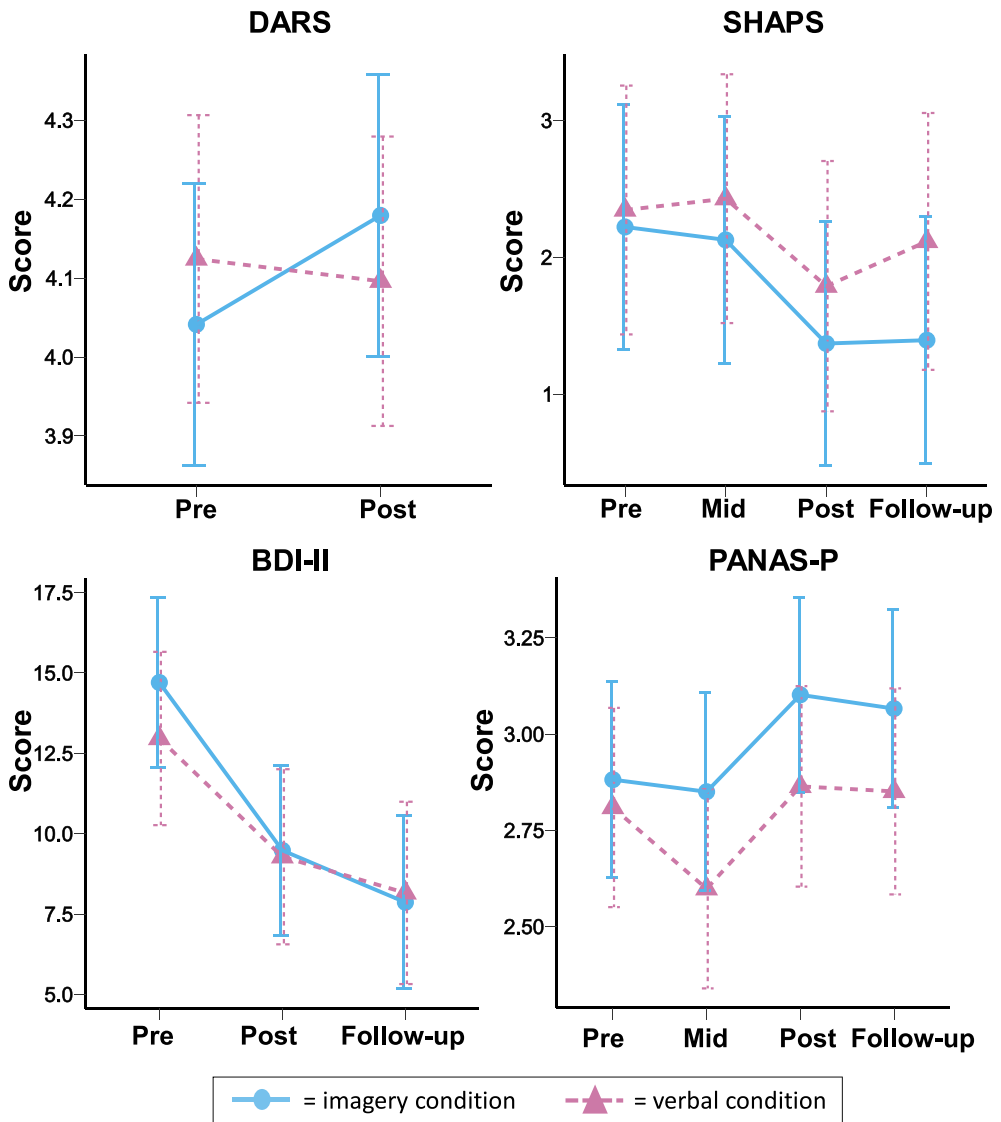 DARS
Score
4.3
4.2
4.1
4.0
3.9
Pre Post
SHAPS
Score
3
2
1
Pre Mid Post Follow-up
BDI-II
Score
17.5
15.0
12.5
10.0
7.5
5.0
Pre Post Follow-up
PANAS-P
Score
3.25
3.00
2.75
2.50
Pre Mid Post Follow-up
= imagery condition = verbal condition